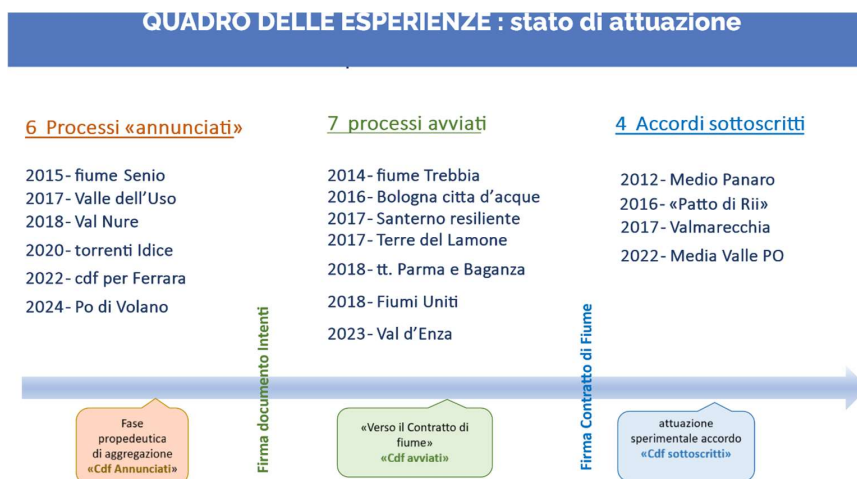 QUADRO DELLE ESPERIENZE : stato di attuazione
6 Processi «annunciati»
2015- fiume Senio
2017- Valle dell'Uso
2018- Val Nure
2020- torrenti Idice
2022- cdf per Ferrara
2024- Po di Volano
7 processi avviati
2014- fiume Trebbia
2016- Bologna citta d'acque
2017- Santerno resiliente
2017- Terre del Lamone
2018- tt. Parma e Baganza
2018- Fiumi Uniti
2023- Val d'Enza
4 Accordi sottoscritti
2012- Medio Panaro
2016- «Patto di Rii»
2017- Valmarecchia
2022- Media Valle PO
Firma documento Intenti
Firma Contratto di Fiume
Fase
propedeutica
di aggregazione
«Cdf Annunciati»
«Verso il Contratto di
fiume»
«Cdf avviati»
attuazione
sperimentale accordo
«Cdf sottoscritti»